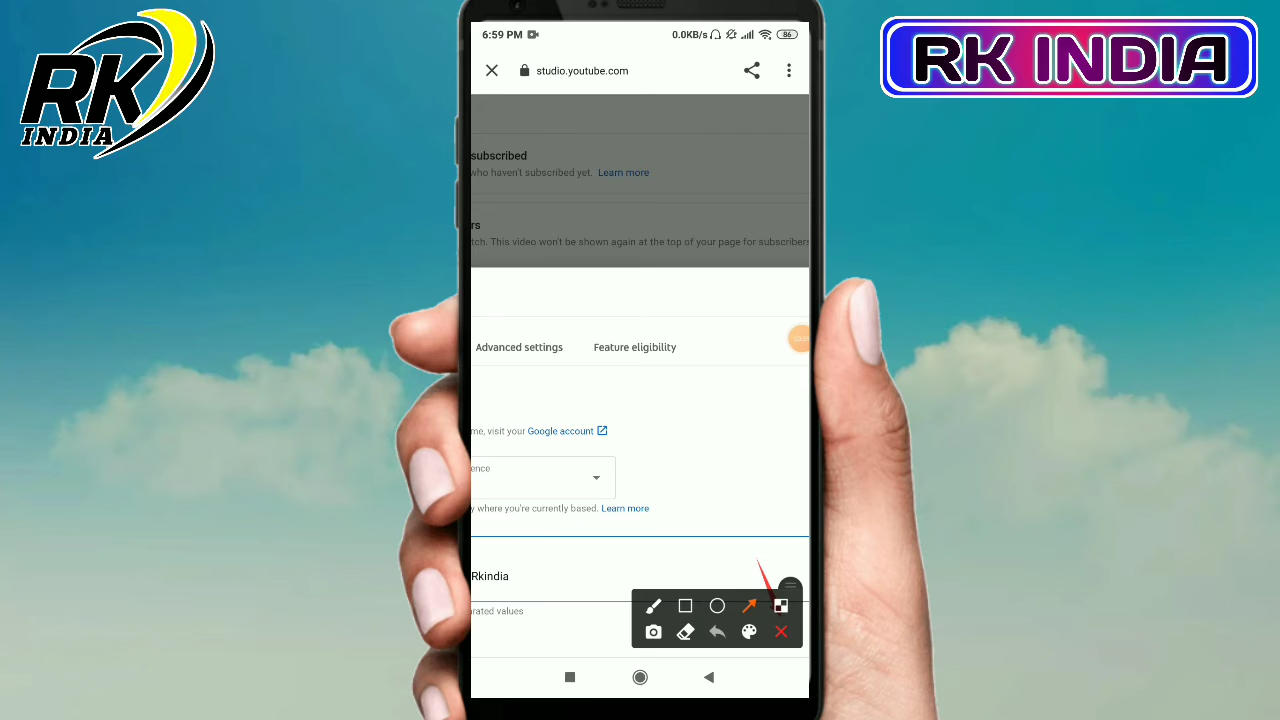 RK
INDIA
RK INDIA
6:59 PM
0.0KB/s
86
studio.youtube.com
subscribed
who haven't subscribed yet. Learn more
rs
tch. This video won't be shown again at the top of your page for subscribers
Advanced settings Feature eligibility
me, visit your Google account
ence
y where you're currently based. Learn more
Rkindia
arated values